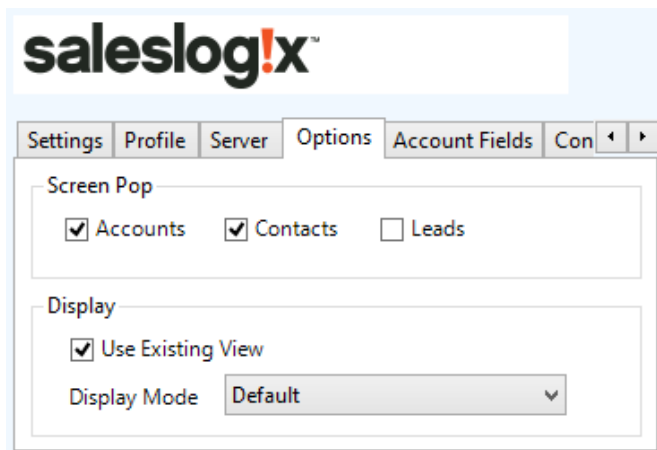 saleslog!x™
Settings Profile Server Options Account Fields Con
Screen Pop
Accounts Contacts Leads
Display
Use Existing View
Display Mode Default